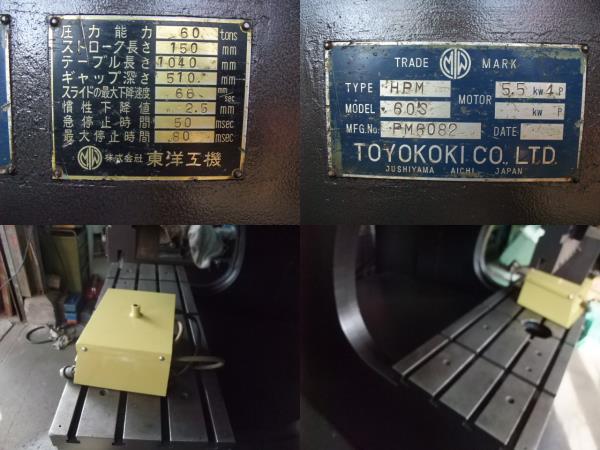 圧力能力 60 tons
ストローク長さ 150 mm
テーブル長さ 1040 mm
ギャップ深さ 510 mm
スライドの最大下降速度 68 mm/sec
慣性下降値 2.5 mm
急停止時間 50 msec
最大停止時間 80 msec
株式会社 東洋工機
TRADE MARK
TYPE HPM MOTOR 5.5 kw 4 P
MODEL 60S kw P
MFG.No. PM6082 DATE
TOYOKOKI CO., LTD.
JUSHIYAMA AICHI JAPAN